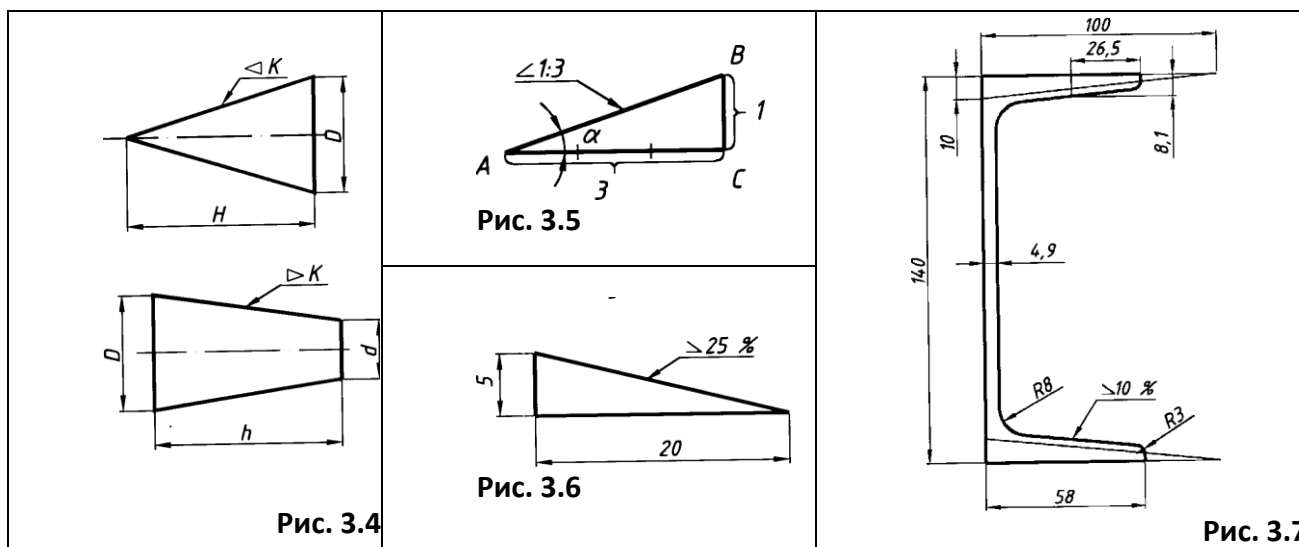 ◁ K
D
H
▷ K
D
d
h
Рис. 3.4
∠1:3
B
1
α
A
3
C
Рис. 3.5
>25 %
5
20
Рис. 3.6
100
26,5
10
8,1
140
4,9
R8
>10 %
R3
58
Рис. 3.7